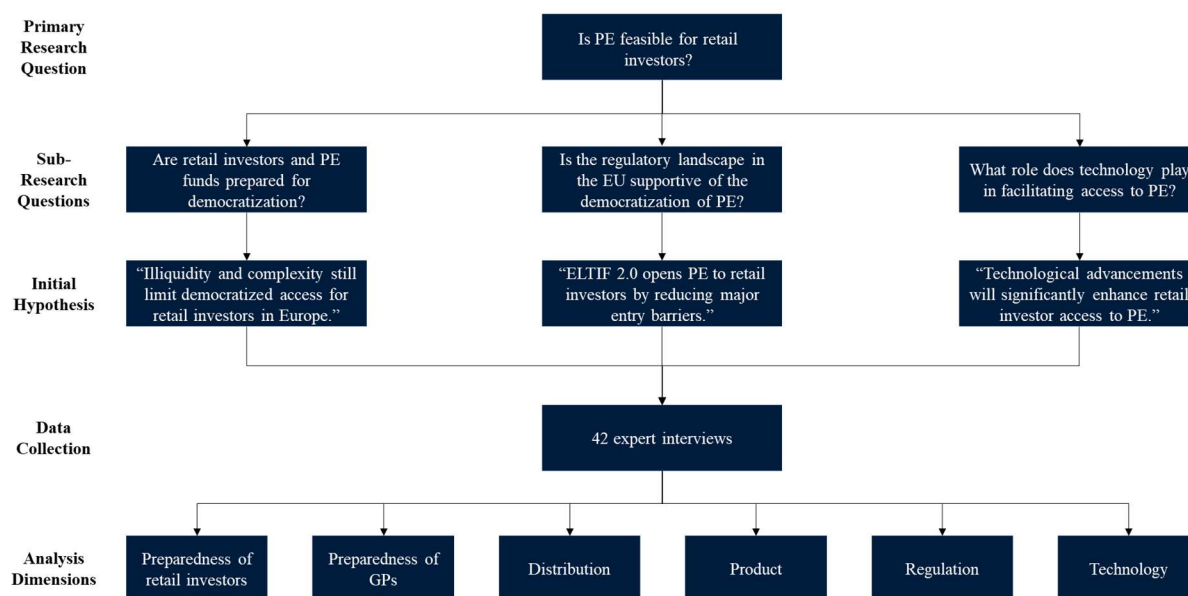 Primary
Research
Question
Is PE feasible for retail
investors?
Sub-
Research
Questions
Are retail investors and PE
funds prepared for
democratization?
Is the regulatory landscape in
the EU supportive of the
democratization of PE?
What role does technology play
in facilitating access to PE?
Initial
Hypothesis
“Illiquidity and complexity still
limit democratized access for
retail investors in Europe.”
“ELTIF 2.0 opens PE to retail
investors by reducing major
entry barriers.”
“Technological advancements
will significantly enhance retail
investor access to PE.”
Data
Collection
42 expert interviews
Analysis
Dimensions
Preparedness of
retail investors
Preparedness of
GPs
Distribution
Product
Regulation
Technology